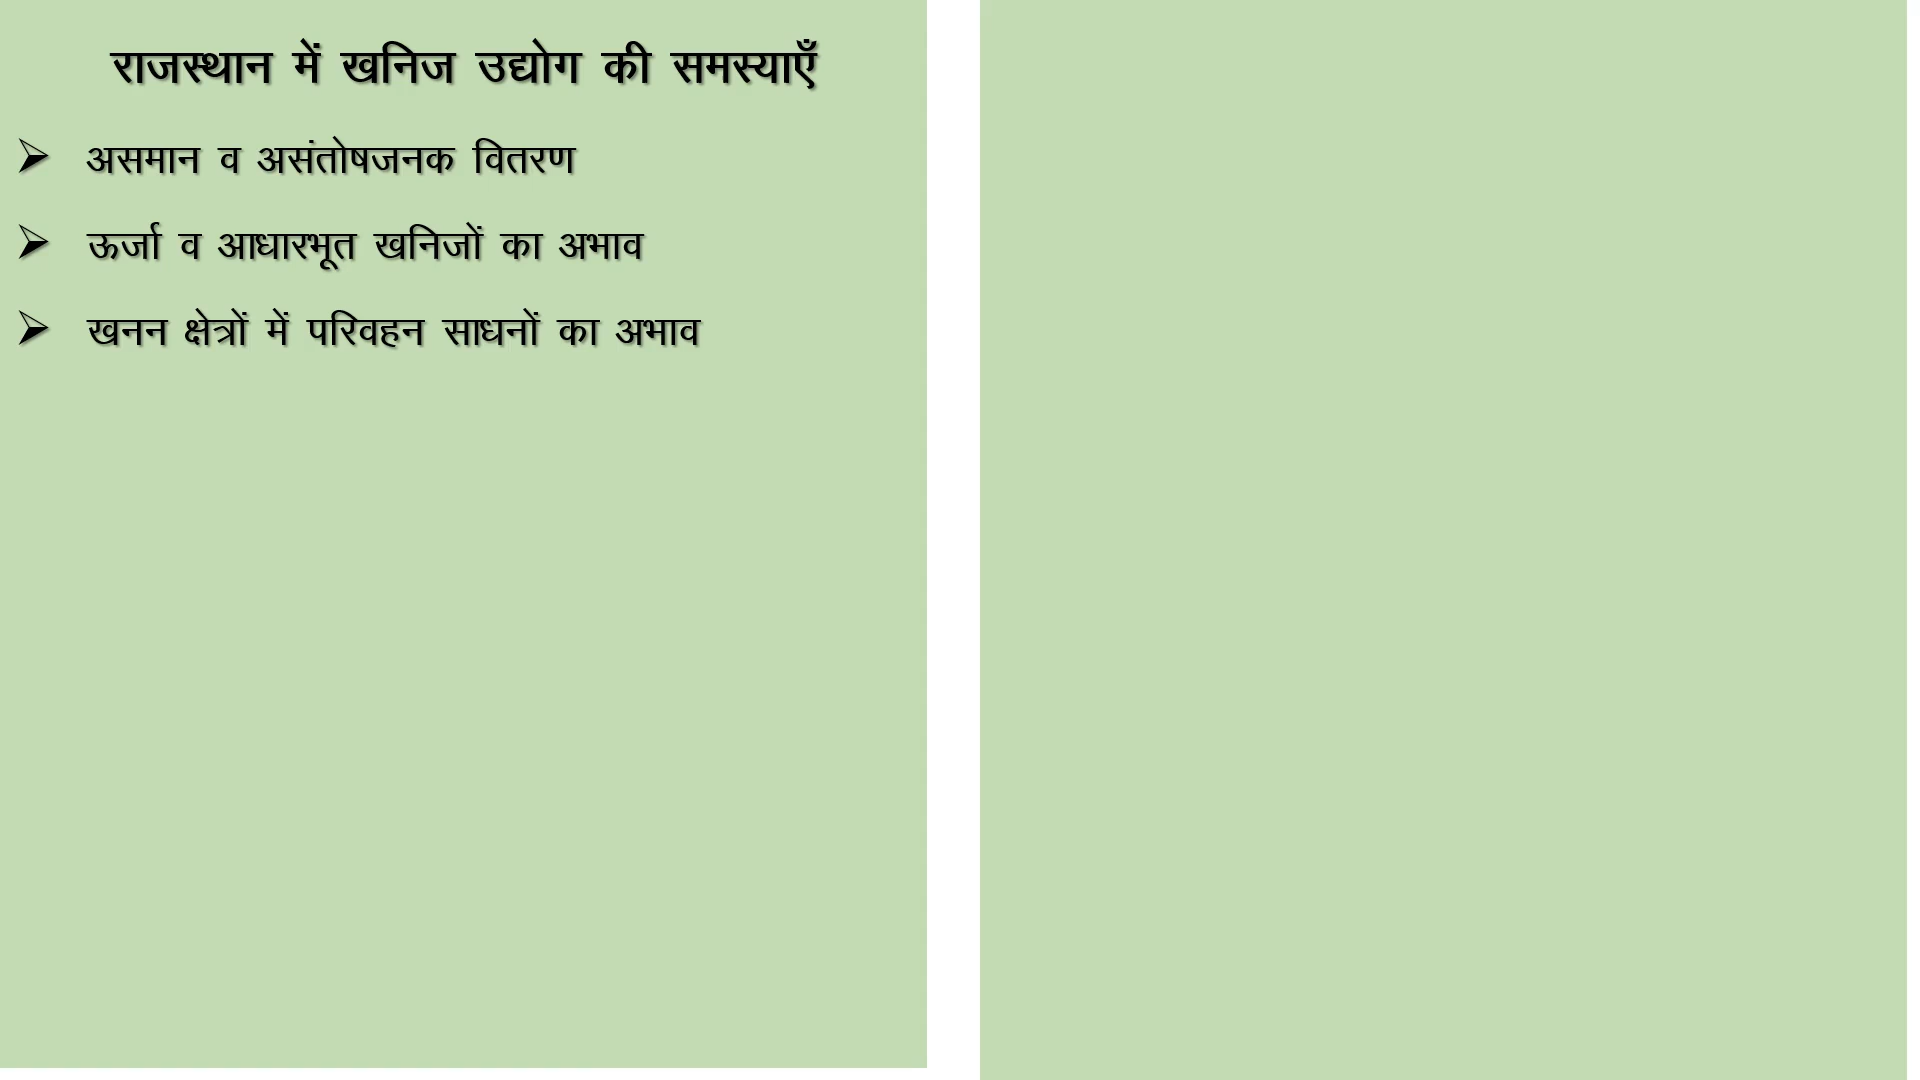 राजस्थान में खनिज उद्योग की समस्याएँ
➢ असमान व असंतोषजनक वितरण
➢ ऊर्जा व आधारभूत खनिजों का अभाव
➢ खनन क्षेत्रों में परिवहन साधनों का अभाव